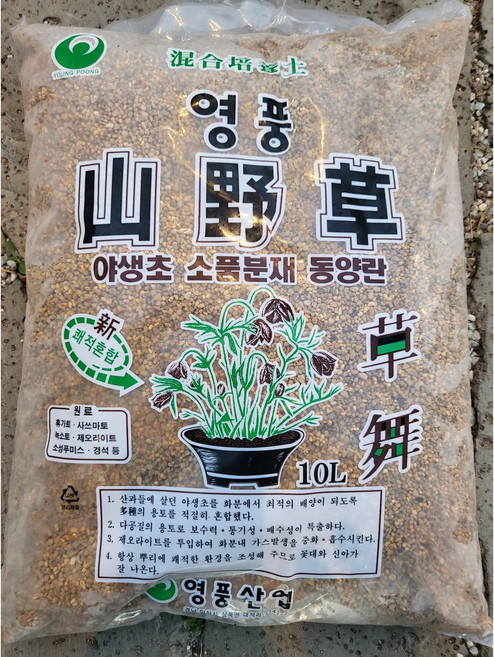 YOUNG POONG
混合培養土
영풍
山野草
야생초 소품분재 동양란
新
쾌적혼합
草舞
원료
휴가토·사쓰마토
녹소토·제오라이트
소성푸미스·경석 등
10L
1. 산과들에 살던 야생초를 화분에서 최적의 배양이 되도록
多種의 용토를 적절히 혼합했다.
2. 다공질의 용토로 보수력·통기성·배수성이 특출하다.
3. 제오라이트를 투입하여 화분내 가스발생을 중화·흡수시킨다.
4. 항상 뿌리에 쾌적한 환경을 조성해 주므로 꽃대와 신아가
잘 나온다.
영풍산업